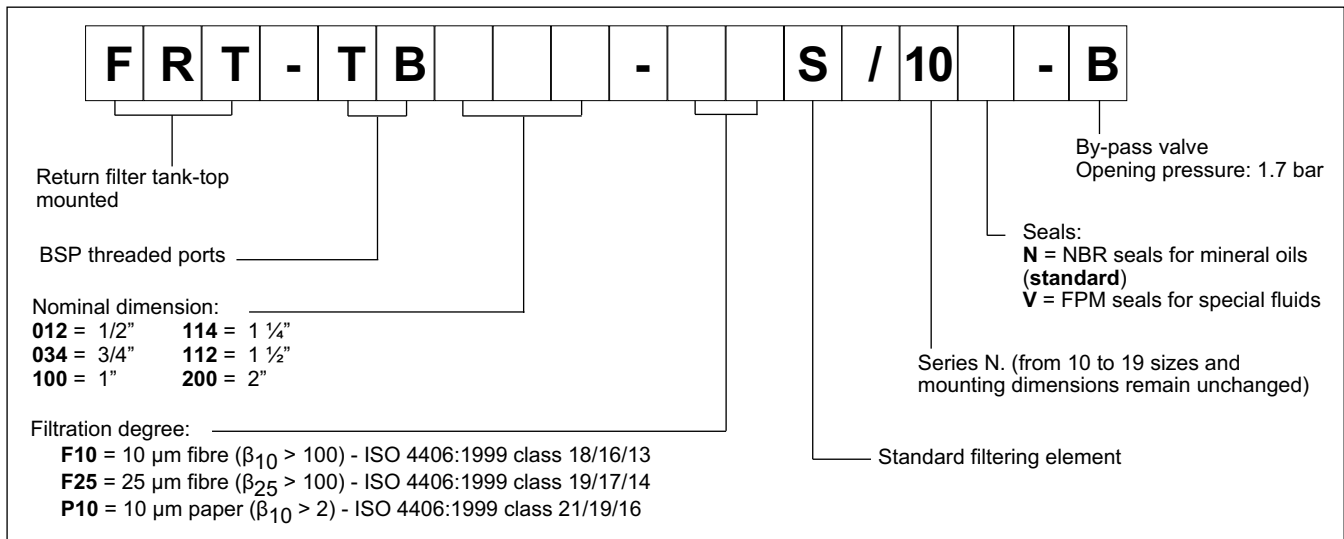 F R T - T B - S / 10 - B
By-pass valve
Opening pressure: 1.7 bar
Return filter tank-top
mounted
Seals:
N = NBR seals for mineral oils
(standard)
V = FPM seals for special fluids
BSP threaded ports
Nominal dimension:
012 = 1/2” 114 = 1 ¼”
034 = 3/4” 112 = 1 ½”
100 = 1” 200 = 2”
Series N. (from 10 to 19 sizes and
mounting dimensions remain unchanged)
Filtration degree:
F10 = 10 µm fibre (β10 > 100) - ISO 4406:1999 class 18/16/13
F25 = 25 µm fibre (β25 > 100) - ISO 4406:1999 class 19/17/14
P10 = 10 µm paper (β10 > 2) - ISO 4406:1999 class 21/19/16
Standard filtering element